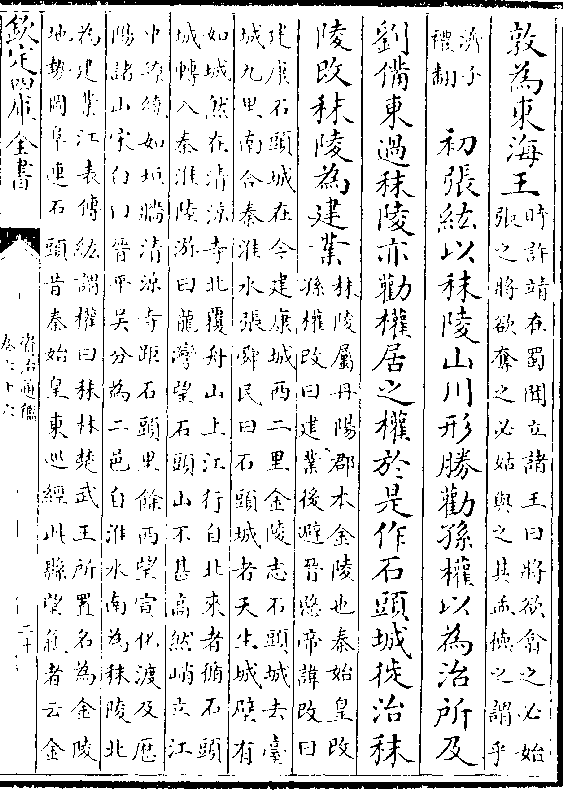 敦為東海王
時許靖在蜀聞立諸王曰將欲翕之必始
張之將欲奪之必姑與之其孟德之謂乎
濟子
禮翻
初張紘以秣陵山川形勝勸孫權以為治所及
劉備東過秣陵亦勸權居之權於是作石頭城徙治秣
陵改秣陵為建業
秣陵屬丹陽郡本金陵也秦始皇改
孫權改曰建業後避晉愍帝諱改曰
建康石頭城在今建康城西二里金陵志石頭城去臺
城九里南合秦淮水張舜民曰石頭城者天生城壁有
如城然在清涼寺北覆舟山上江行自北來者循石頭
城轉入秦淮陸游曰龍灣望石頭山不甚高然峭立江
中繚繞如垣牆清源寺距石頭里餘西望宣化渡及歷
陽諸山宋白曰晉平吳分為二邑自淮水南為秣陵北
為建業江表傳紘謂權曰秣林楚武王所置名為金陵
地勢岡阜連石頭昔秦始皇東巡經此縣望氣者云金
欽定四庫全書
資治通鑑
卷六十六
二十